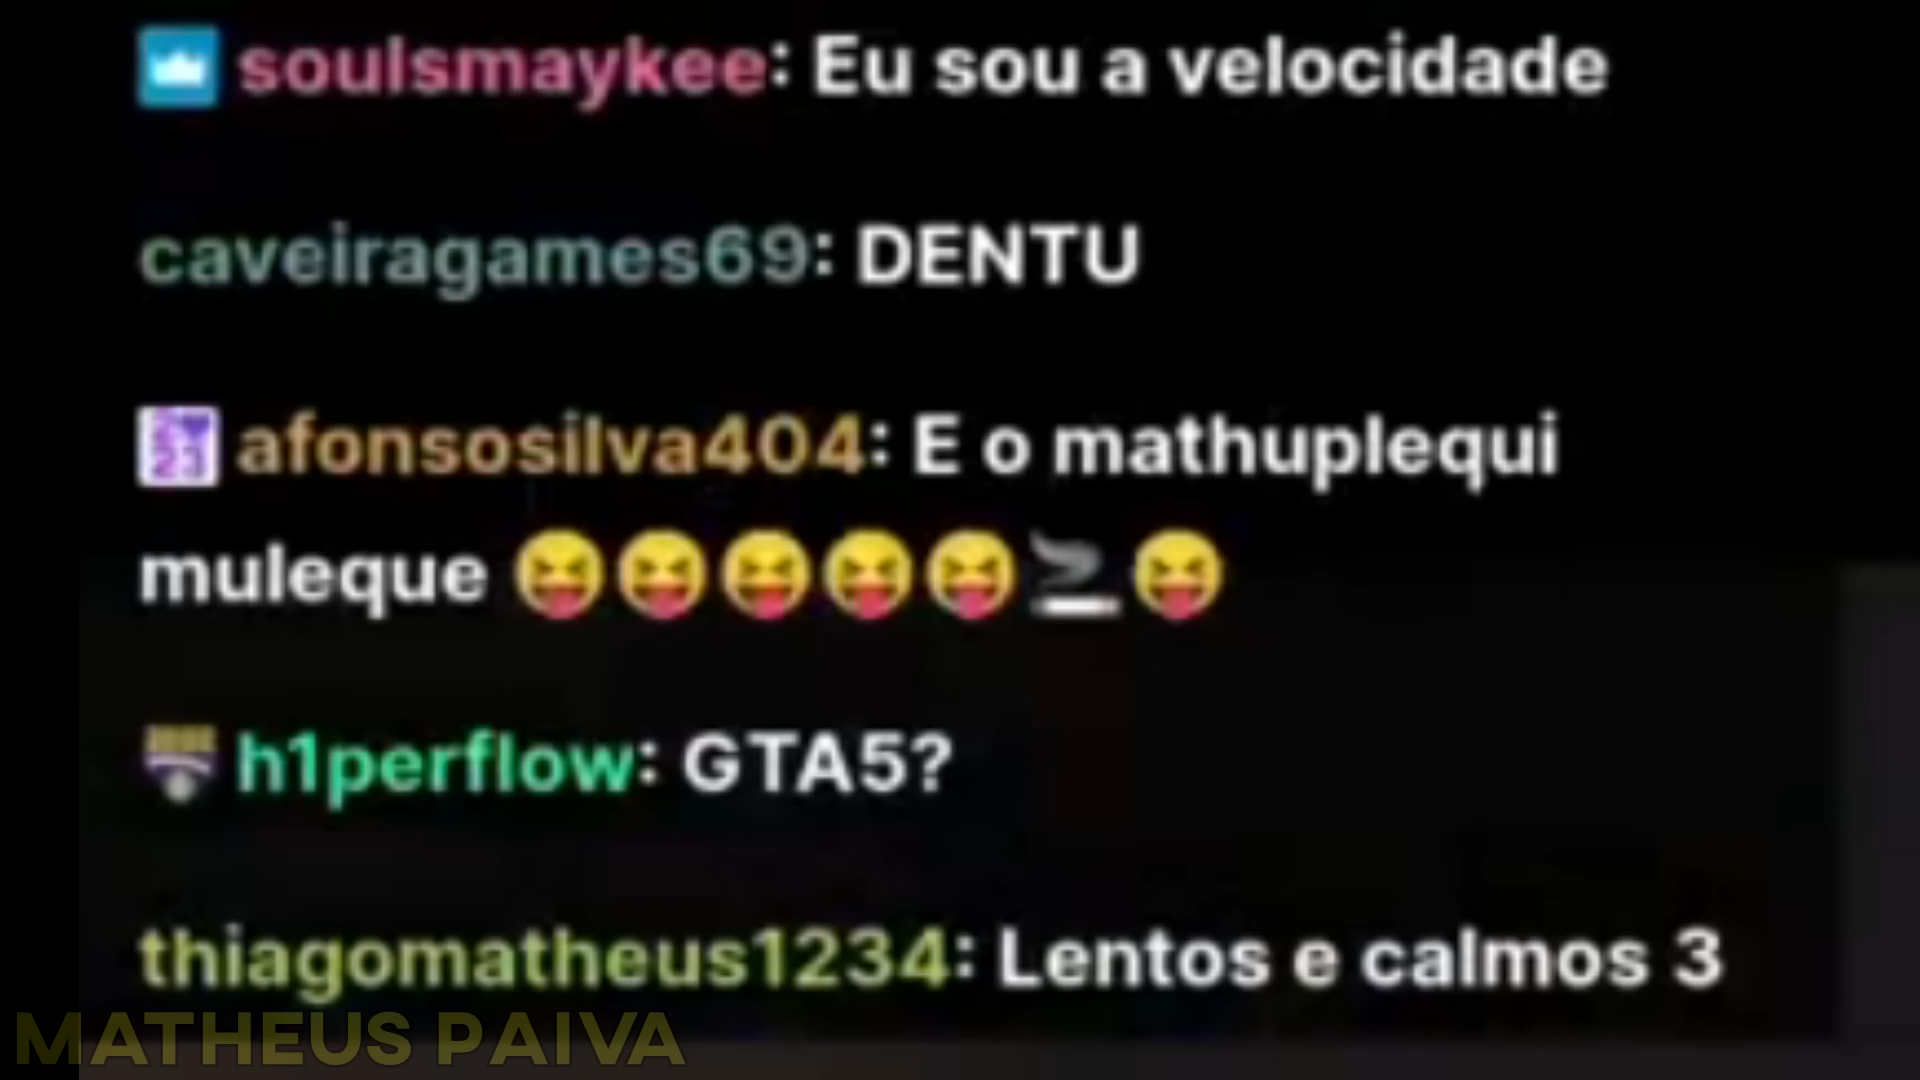 soulsmaykee: Eu sou a velocidade
caveiragames69: DENTU
afonsosilva404: E o mathuplequi
muleque 😝😝😝😝😝🚬😝
h1perflow: GTA5?
thiagomatheus1234: Lentos e calmos 3
MATHEUS PAIVA